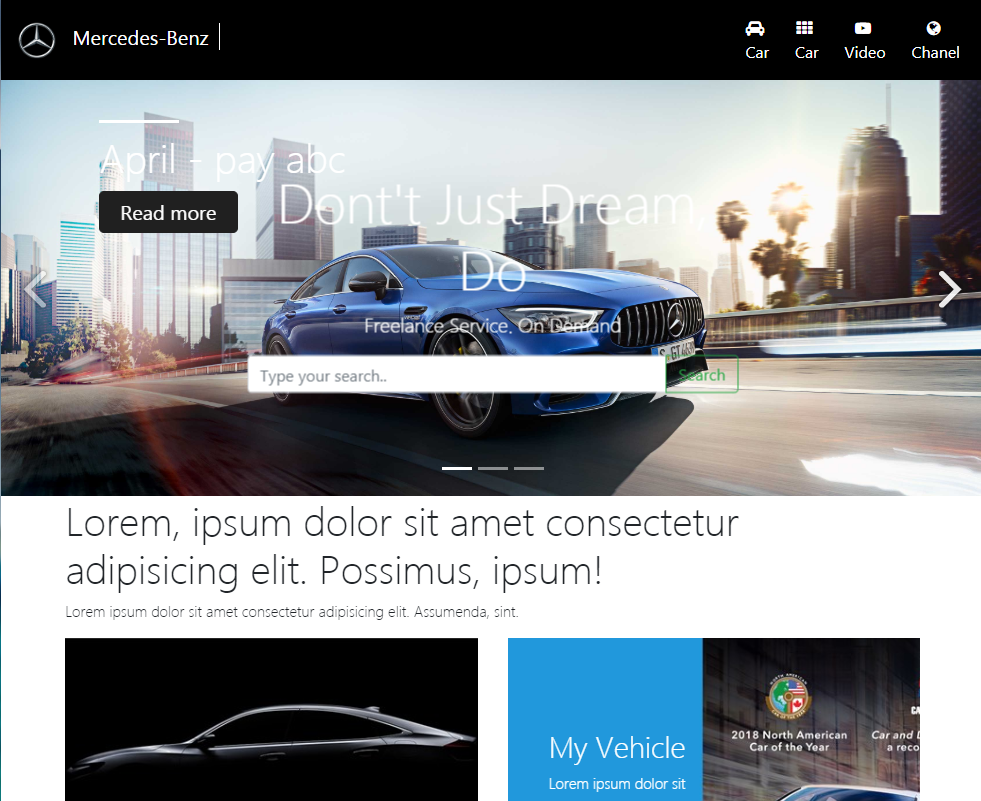 Mercedes-Benz
Car
Car
Video
Chanel
April - pay abc
Read more
Dont't Just Dream,
Do
Freelance Service, On Demand
Type your search..
Search
Lorem, ipsum dolor sit amet consectetur
adipisicing elit. Possimus, ipsum!
Lorem ipsum dolor sit amet consectetur adipisicing elit. Assumenda, sint.
My Vehicle
Lorem ipsum dolor sit
2018 North American
Car of the Year
Car and
a reco